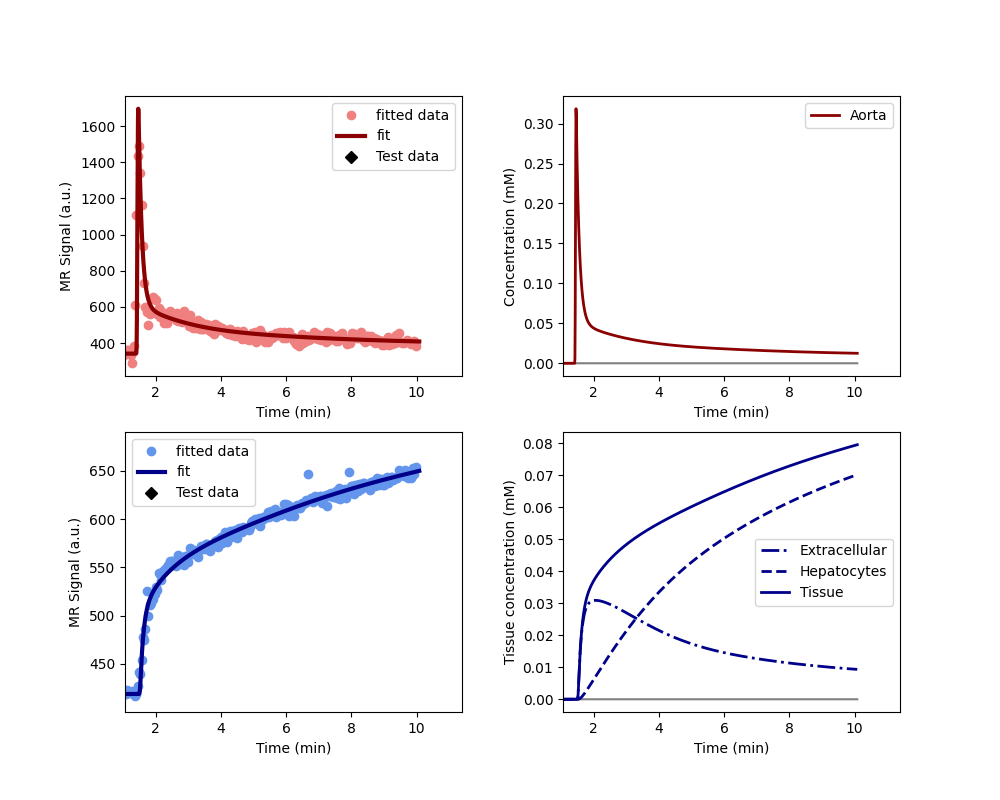 MR Signal (a.u.)
1600
1400
1200
1000
800
600
400
fitted data
fit
Test data
2 4 6 8 10
Time (min)
Concentration (mM)
0.30
0.25
0.20
0.15
0.10
0.05
0.00
Aorta
2 4 6 8 10
Time (min)
MR Signal (a.u.)
650
600
550
500
450
fitted data
fit
Test data
2 4 6 8 10
Time (min)
Tissue concentration (mM)
0.08
0.07
0.06
0.05
0.04
0.03
0.02
0.01
0.00
Extracellular
Hepatocytes
Tissue
2 4 6 8 10
Time (min)